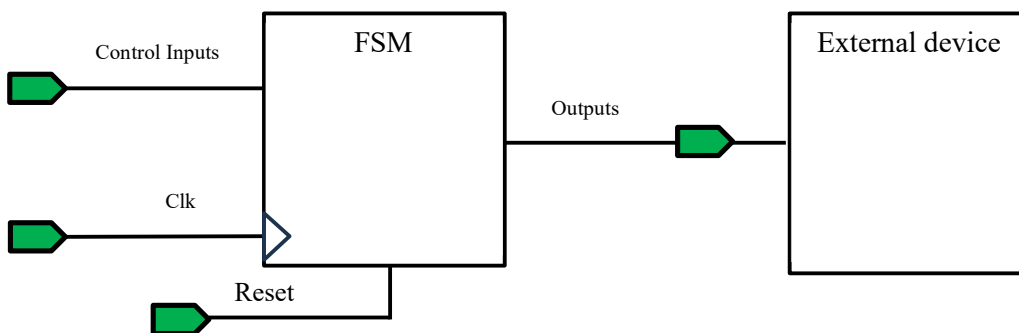 FSM
External device
Control Inputs
Outputs
Clk
Reset